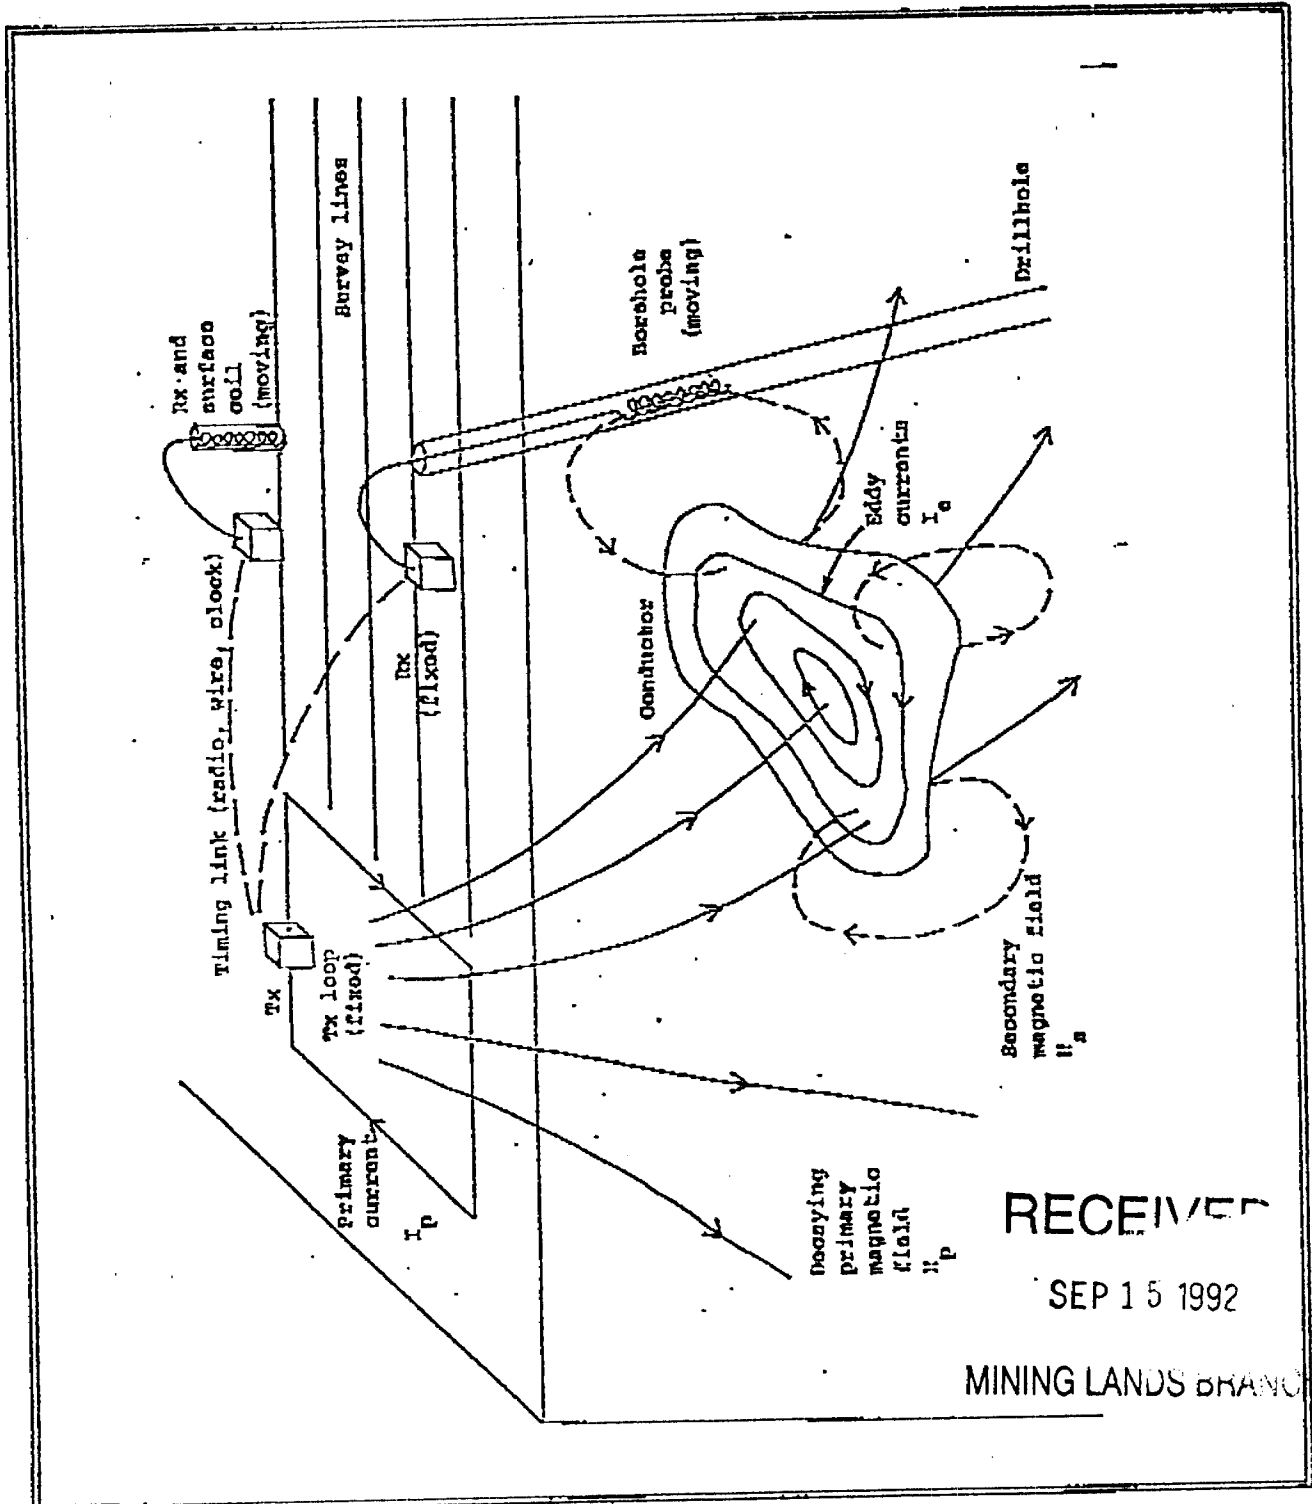 Rx and
surface
coil
(moving)
Survey lines
Timing link (radio, wire, clock)
Tx
Tx loop
(fixed)
Rx
(fixed)
Borehole
probe
(moving)
Drillhole
Primary
current
I p
Conductor
Eddy
currents
I e
Decaying
primary
magnetic
field
H p
Secondary
magnetic field
H s
RECEIVED
SEP 15 1992
MINING LANDS BRANC